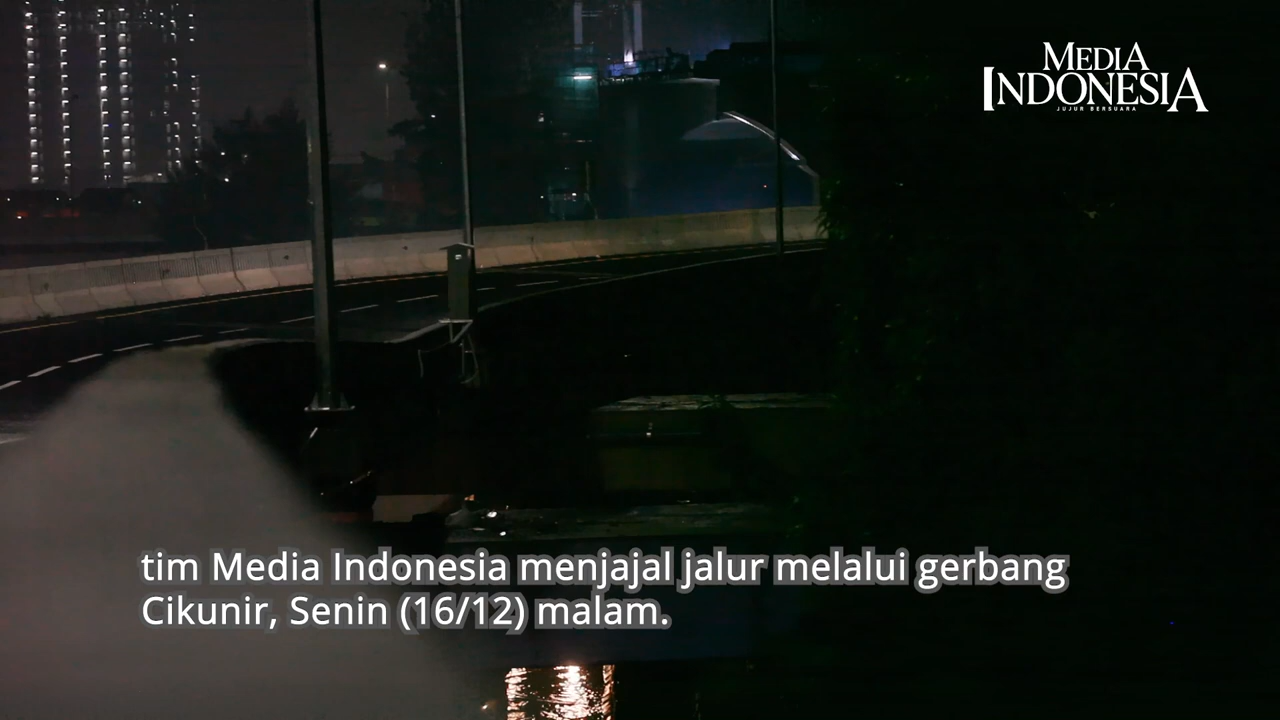 MEDIA
INDONESIA
JUJUR BERSUARA
tim Media Indonesia menjajal jalur melalui gerbang
Cikunir, Senin (16/12) malam.